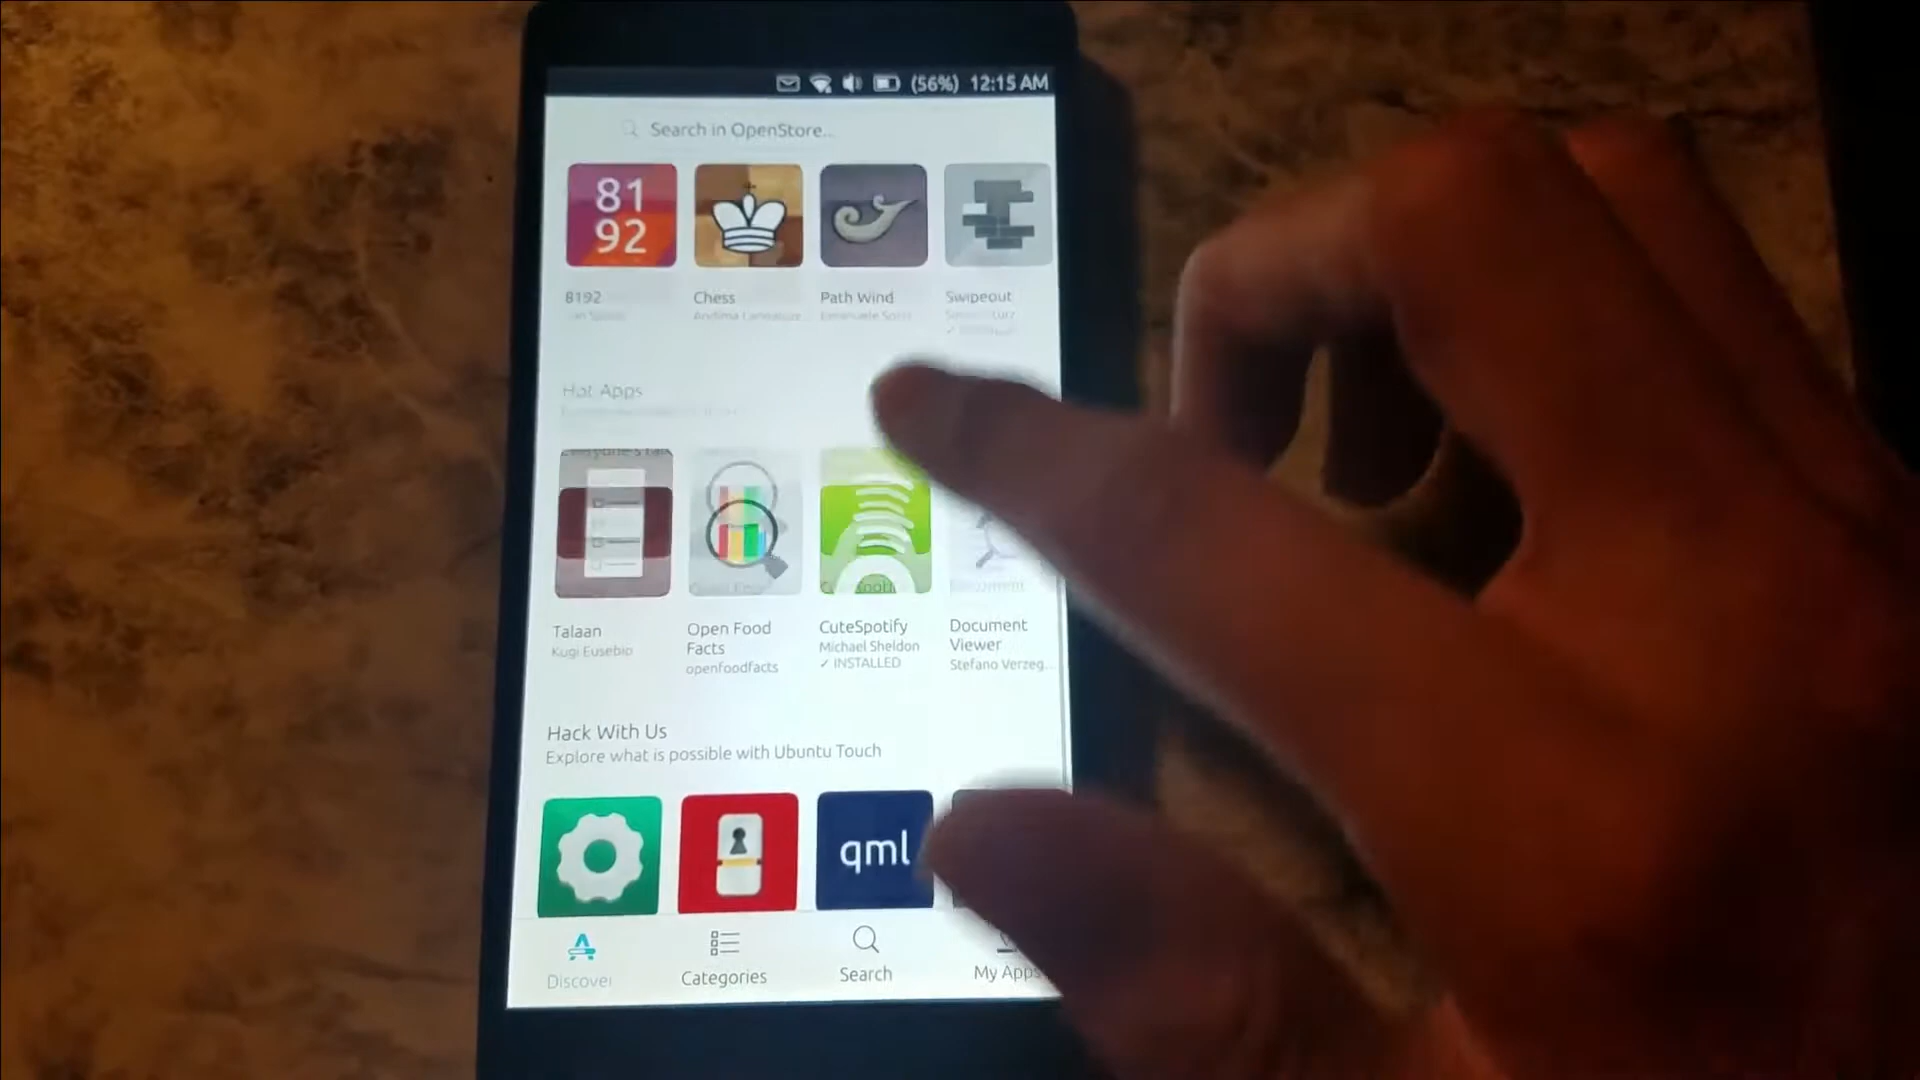 (56%) 12:15 AM
Search in OpenStore...
81
92
8192
Chess
Path Wind
Swipeout
Hot Apps
Talaan
Kugi Eusebio
Open Food
Facts
openfoodfacts
CuteSpotify
Michael Sheldon
✓ INSTALLED
Document
Viewer
Stefano Verzeg...
Hack With Us
Explore what is possible with Ubuntu Touch
qml
Discover
Categories
Search
My Apps